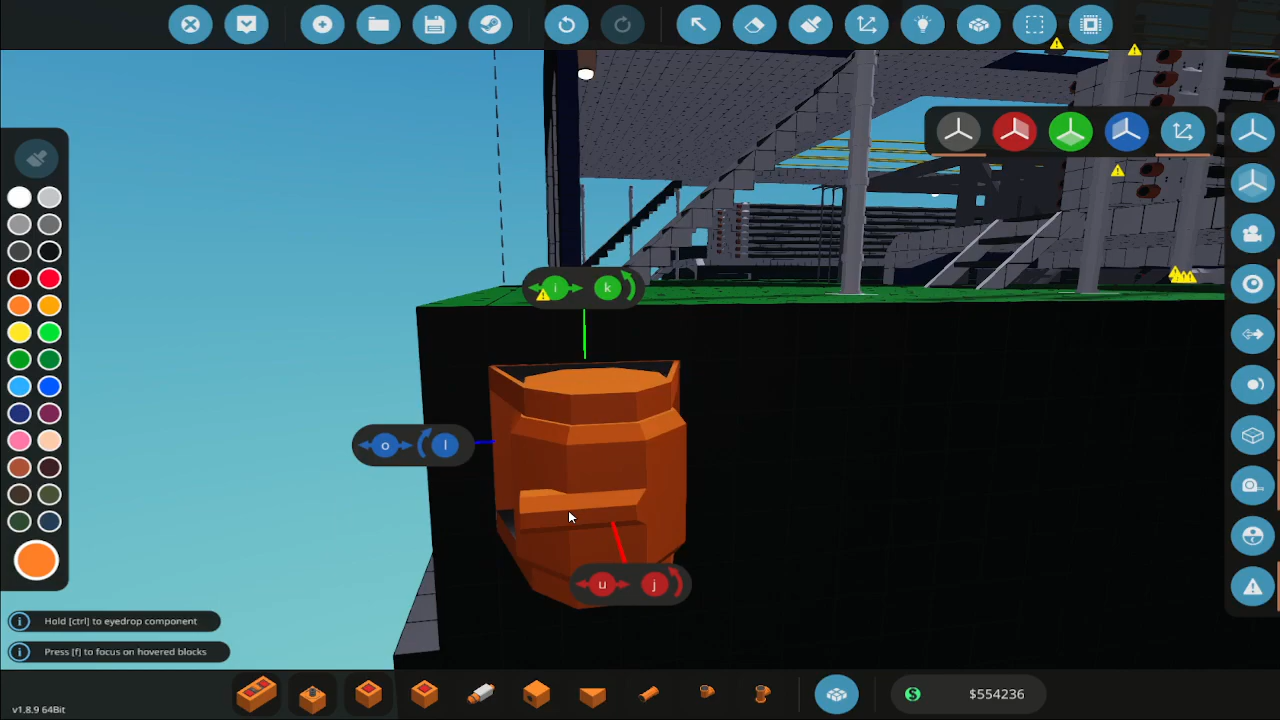 i k
o l
u j
Hold [ctrl] to eyedrop component
Press [f] to focus on hovered blocks
v1.8.9 64Bit
$ $554236